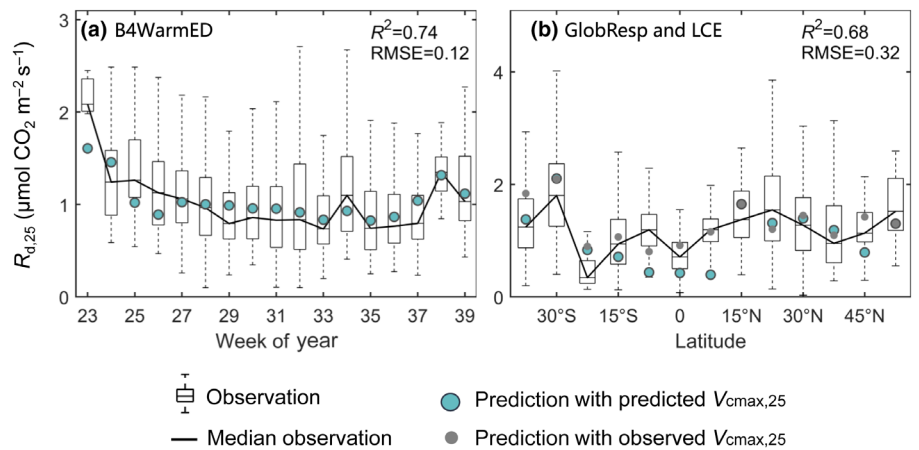 (a) B4WarmED
R²=0.74
RMSE=0.12
(b) GlobResp and LCE
R²=0.68
RMSE=0.32
Rd,25 (μmol CO2 m−2 s−1)
3
2
1
0
4
2
0
23 25 27 29 31 33 35 37 39
Week of year
30°S 15°S 0 15°N 30°N 45°N
Latitude
Observation
Median observation
Prediction with predicted Vcmax,25
Prediction with observed Vcmax,25